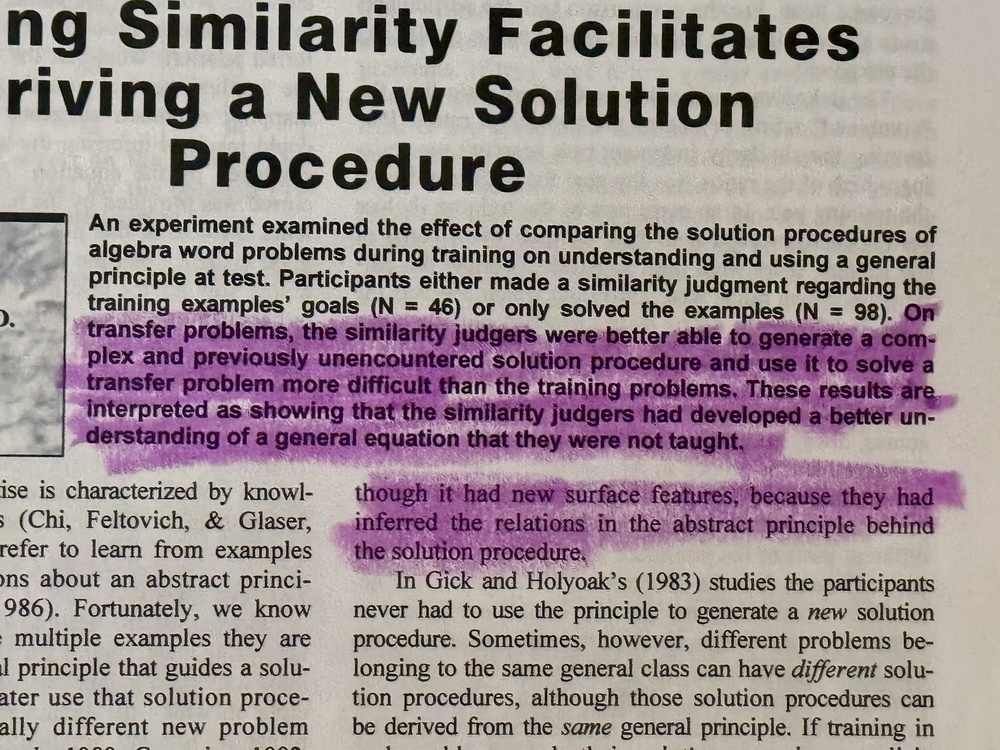 ng Similarity Facilitates
riving a New Solution
Procedure
An experiment examined the effect of comparing the solution procedures of
algebra word problems during training on understanding and using a general
principle at test. Participants either made a similarity judgment regarding the
training examples' goals (N = 46) or only solved the examples (N = 98). On
transfer problems, the similarity judgers were better able to generate a com-
plex and previously unencountered solution procedure and use it to solve a
transfer problem more difficult than the training problems. These results are
interpreted as showing that the similarity judgers had developed a better un-
derstanding of a general equation that they were not taught.
D.
ise is characterized by knowl-
s (Chi, Feltovich, & Glaser,
refer to learn from examples
ons about an abstract princi-
986). Fortunately, we know
e multiple examples they are
al principle that guides a solu-
ater use that solution proce-
ally different new problem
though it had new surface features, because they had
inferred the relations in the abstract principle behind
the solution procedure.
In Gick and Holyoak's (1983) studies the participants
never had to use the principle to generate a new solution
procedure. Sometimes, however, different problems be-
longing to the same general class can have different solu-
tion procedures, although those solution procedures can
be derived from the same general principle. If training in